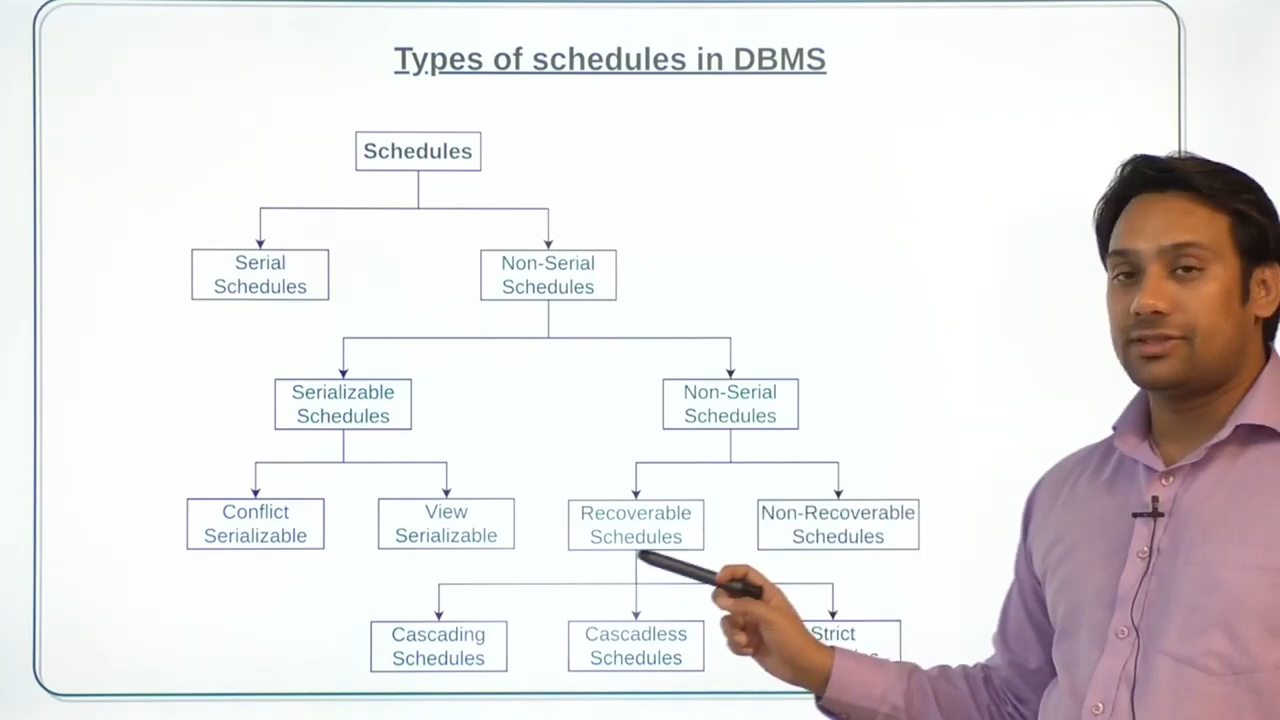 Types of schedules in DBMS
Schedules
Serial
Schedules
Non-Serial
Schedules
Serializable
Schedules
Non-Serial
Schedules
Conflict
Serializable
View
Serializable
Recoverable
Schedules
Non-Recoverable
Schedules
Cascading
Schedules
Cascadless
Schedules
Strict